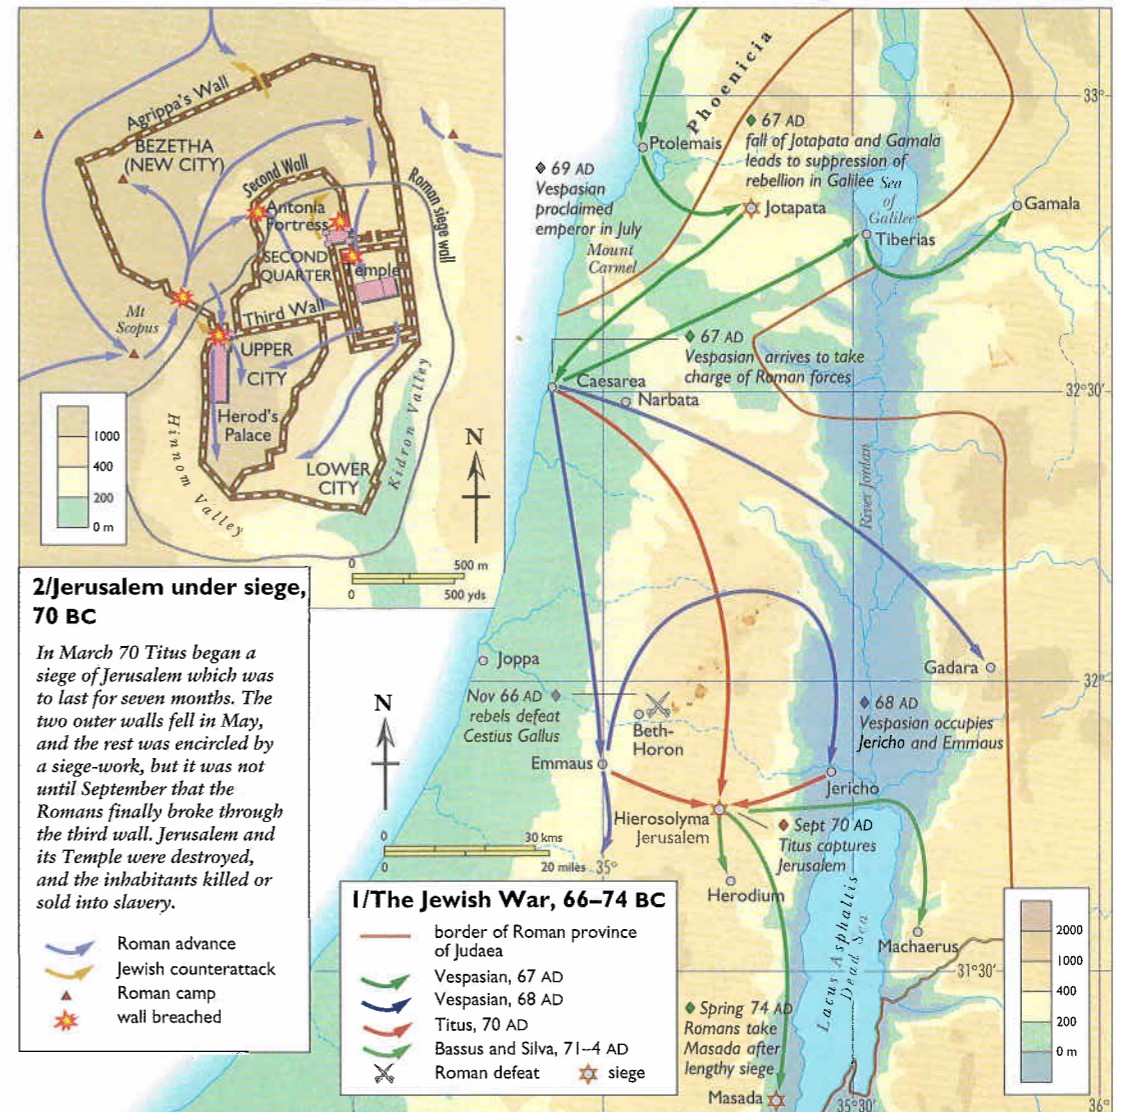 Agrippa's Wall
BEZETHA
(NEW CITY)
Second Wall
Antonia
Fortress
Roman siege wall
SECOND
QUARTER
Temple
Third Wall
Mt
Scopus
UPPER
CITY
Herod's
Palace
LOWER
CITY
Hinnom Valley
Kidron Valley
N
1000
400
200
0 m
0
500 m
0
500 yds
2/Jerusalem under siege,
70 BC
In March 70 Titus began a
siege of Jerusalem which was
to last for seven months. The
two outer walls fell in May,
and the rest was encircled by
a siege-work, but it was not
until September that the
Romans finally broke through
the third wall. Jerusalem and
its Temple were destroyed,
and the inhabitants killed or
sold into slavery.
Roman advance
Jewish counterattack
Roman camp
wall breached
Phoenicia
33°
Ptolemais
67 AD
fall of Jotapata and Gamala
leads to suppression of
rebellion in Galilee
Sea
of
Galilee
69 AD
Vespasian
proclaimed
emperor in July
Jotapata
Gamala
Tiberias
Mount
Carmel
67 AD
Vespasian arrives to take
charge of Roman forces
Caesarea
Narbata
32°30'
River Jordan
Joppa
Gadara
32°
Nov 66 AD
rebels defeat
Cestius Gallus
Beth-
Horon
68 AD
Vespasian occupies
Jericho and Emmaus
N
Emmaus
Jericho
Hierosolyma
Jerusalem
Sept 70 AD
Titus captures
Jerusalem
0
30 kms
0
20 miles
35°
Herodium
Machaerus
Lacus Asphaltis
Dead Sea
31°30'
Spring 74 AD
Romans take
Masada after
lengthy siege
Masada
35°30'
36°
1/The Jewish War, 66–74 BC
border of Roman province
of Judaea
Vespasian, 67 AD
Vespasian, 68 AD
Titus, 70 AD
Bassus and Silva, 71–4 AD
Roman defeat
siege
2000
1000
400
200
0 m